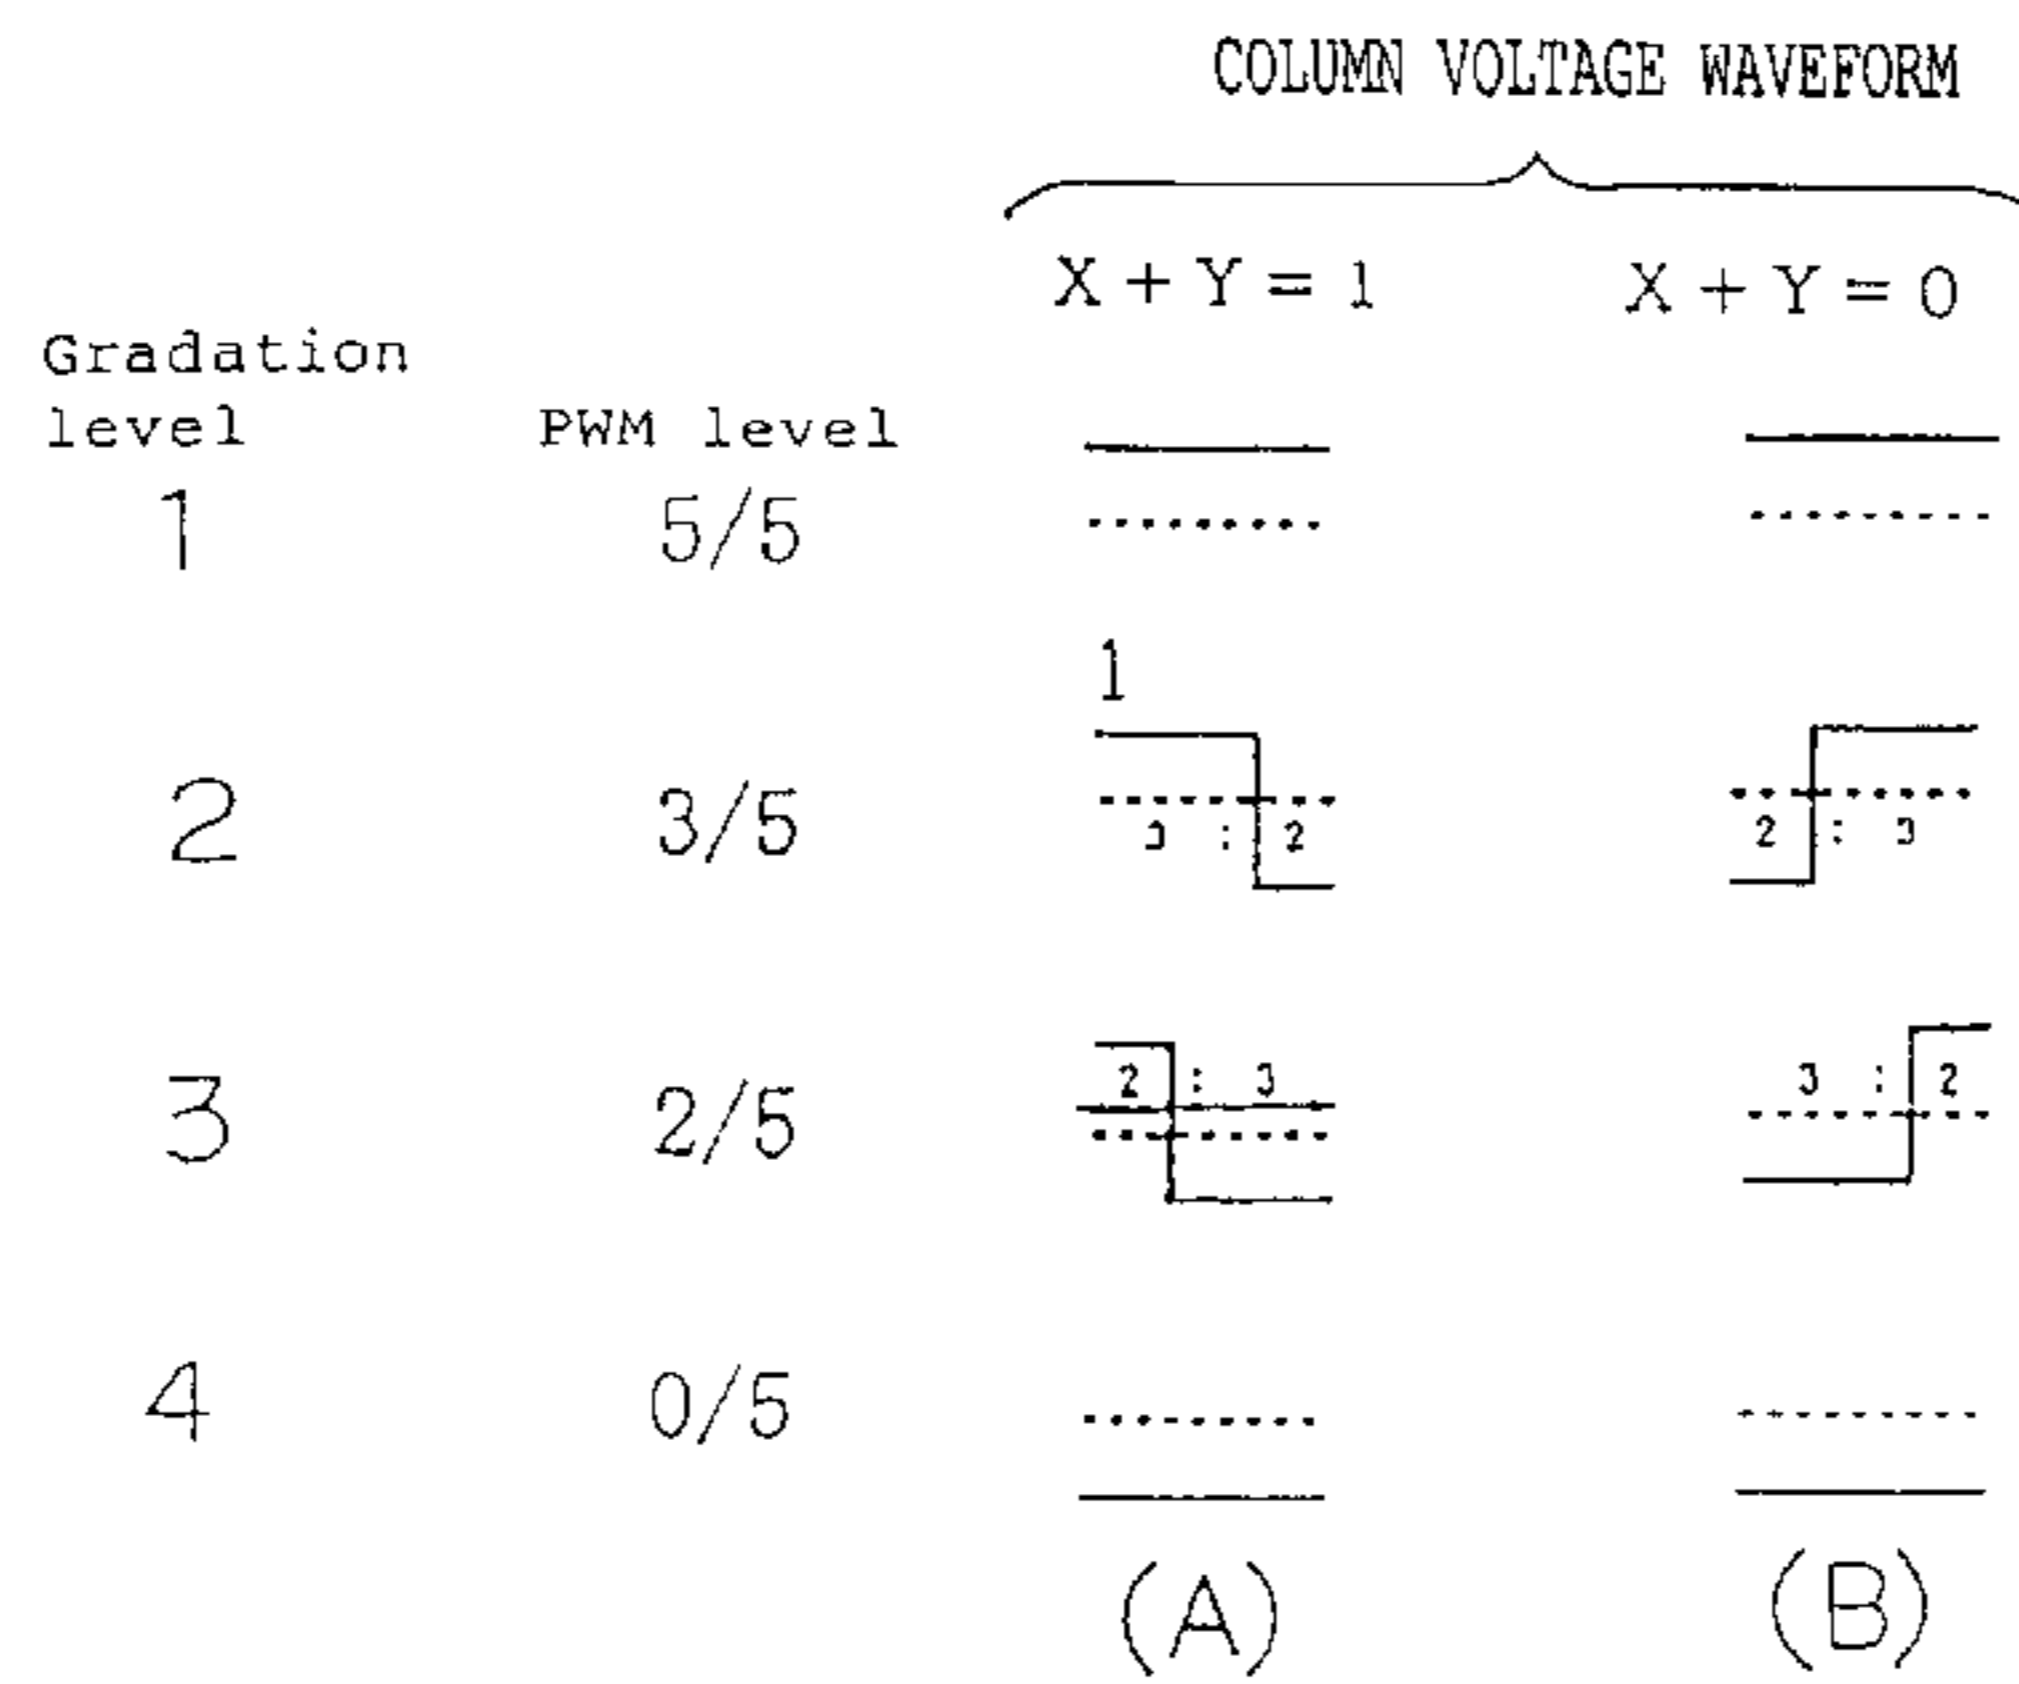 COLUMN VOLTAGE WAVEFORM
X + Y = 1 X + Y = 0
Gradation
level PWM level
1 5/5
1
2 3/5
3 : 2 2 : 3
3 2/5
2 : 3 3 : 2
4 0/5
(A) (B)